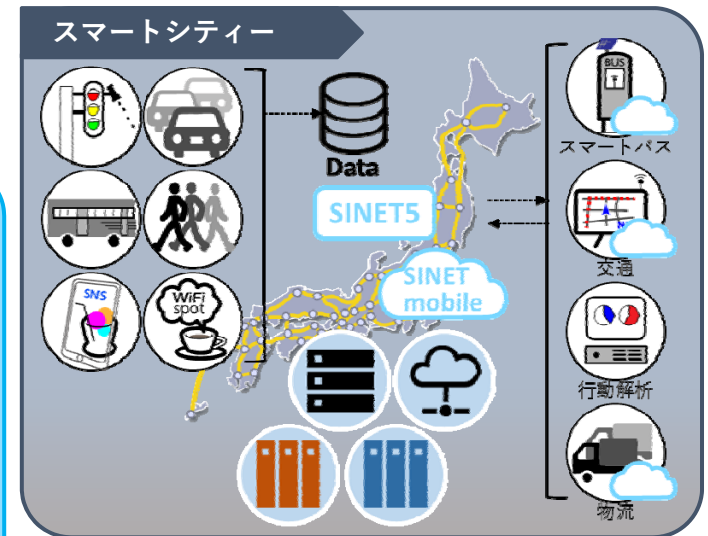 スマートシティー
SNS
WiFi
spot
Data
SINET5
SINET
mobile
BUS
スマートバス
交通
行動解析
物流